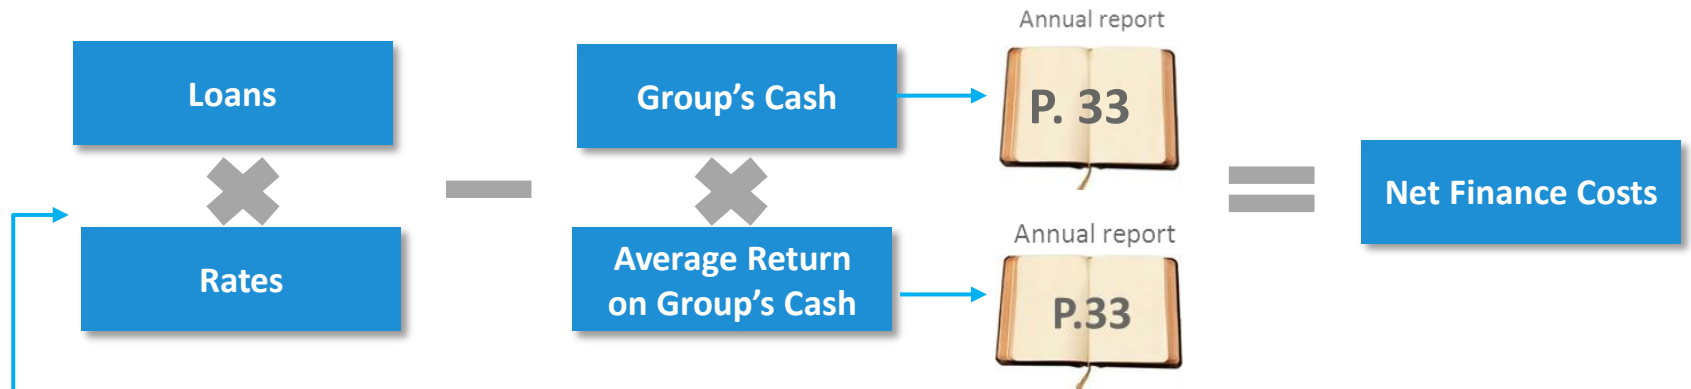 Annual report
Loans
Group’s Cash
P. 33
Net Finance Costs
Annual report
Rates
Average Return
on Group’s Cash
P.33